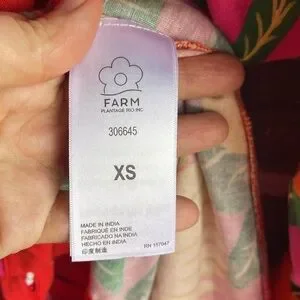 FARM
PLANTAGE RIO INC
306645
XS
MADE IN INDIA
FABRIQUÉ EN INDE
FABRICADO NA INDIA
HECHO EN INDIA
印度制造
RN 157047